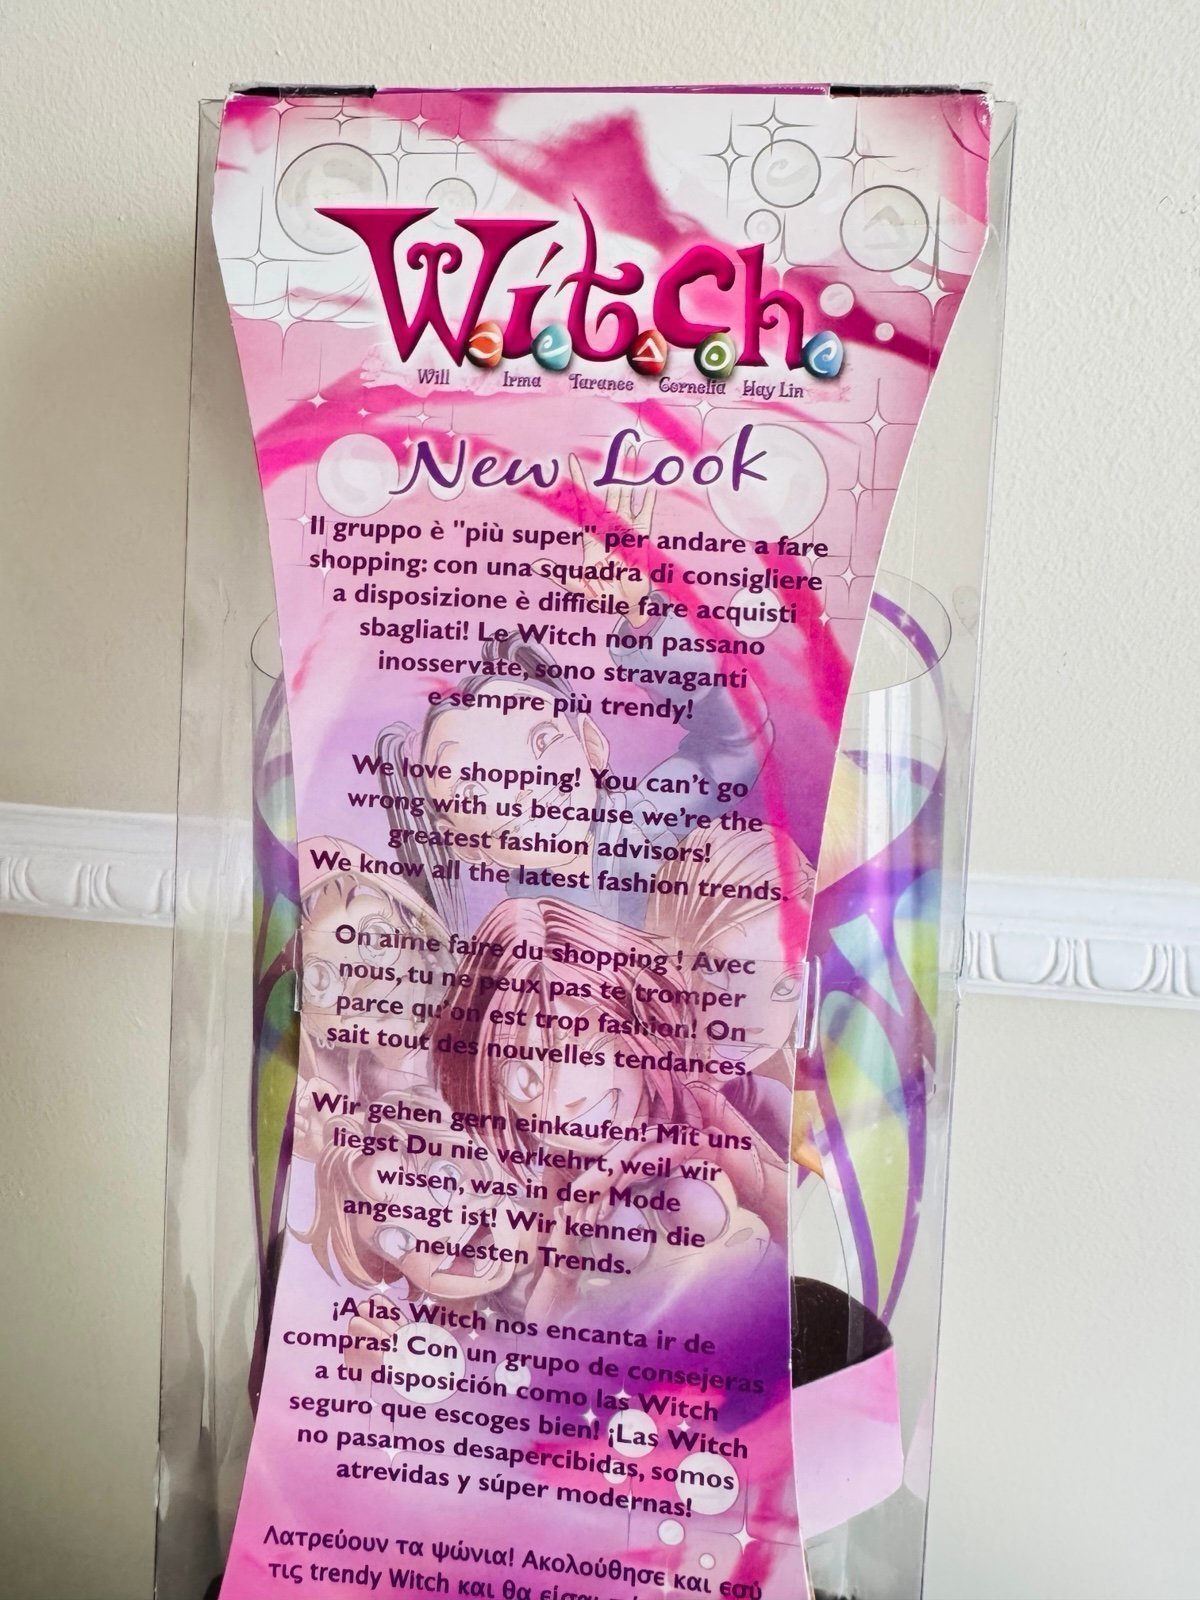 Witch
Will Irma Taranee Cornelia Hay Lin
New Look
Il gruppo è "più super" per andare a fare
shopping: con una squadra di consigliere
a disposizione è difficile fare acquisti
sbagliati! Le Witch non passano
inosservate, sono stravaganti
e sempre più trendy!
We love shopping! You can't go
wrong with us because we're the
greatest fashion advisors!
We know all the latest fashion trends.
On aime faire du shopping ! Avec
nous, tu ne peux pas te tromper
parce qu'on est trop fashion! On
sait tout des nouvelles tendances.
Wir gehen gern einkaufen! Mit uns
liegst Du nie verkehrt, weil wir
wissen, was in der Mode
angesagt ist! Wir kennen die
neuesten Trends.
¡A las Witch nos encanta ir de
compras! Con un grupo de consejeras
a tu disposición como las Witch
seguro que escoges bien! ¡Las Witch
no pasamos desapercibidas, somos
atrevidas y súper modernas!
Λατρεύουν τα ψώνια! Ακολούθησε και εσύ
τις trendy Witch και θα